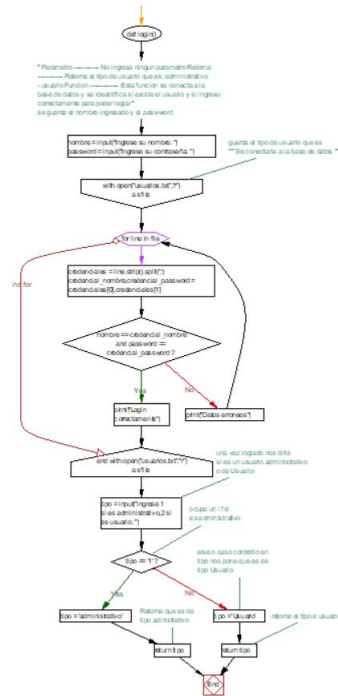 def login()
" Parametro ---------- No ingresa ningun parametro Retorna
---------- Retorna el tipo de usuario que es, administrativo
- usuario Funcion ---------- Esta funcion se conecta a la
base de datos y se identifica si existe el usuario y si ingreso
correctamente para poder logiar "
se guarda el nombre ingresado y el password
nombre = input("Ingrese su nombre: ")
password = input("Ingrese su contraseña: ")
guarda el tipo de usuario que es
"" Se conectaria a la base de datos "
with open("usuarios.txt","r")
as file
for line in file
credenciales = line.strip().split(":")
credencial_nombre,credencial_password =
credenciales[0],credenciales[1]
end for
nombre == credencial_nombre
and password ==
credencial_password ?
Yes
No
print("Login
correctamente")
print("Datos erroneos")
end with open("usuarios.txt","r")
as file
una vez logiado nos dira
si es un usuario administrativo
o de Usuario
tipo = input("Ingrese 1
si es administrativo,2 si
es usuario: ")
ocupa un if si
es administrativo
tipo == '1'?
else o caso contrario en
tipo nos pone que es de
tipo Usuario
Yes
No
tipo ='administrativo'
Retorna que es de
tipo administrativo
tipo ='Usuario'
retorna el tipo e usuario
return tipo
return tipo
End